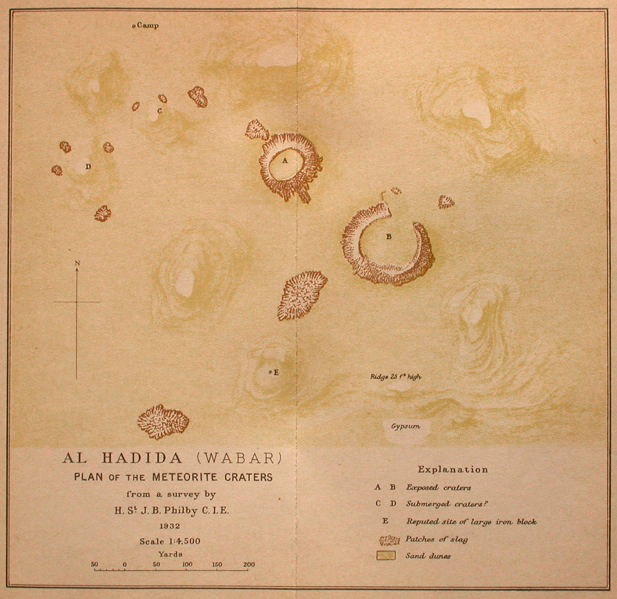 Camp
C
D
A
B
N
E
Ridge 25 ft high
Gypsum
AL HADIDA (WABAR)
PLAN OF THE METEORITE CRATERS
from a survey by
H. St J. B. Philby C.I.E.
1932
Scale 1:4,500
Yards
50 0 50 100 150 200
Explanation
A B Exposed craters
C D Submerged craters?
E Reputed site of large iron block
Patches of slag
Sand dunes